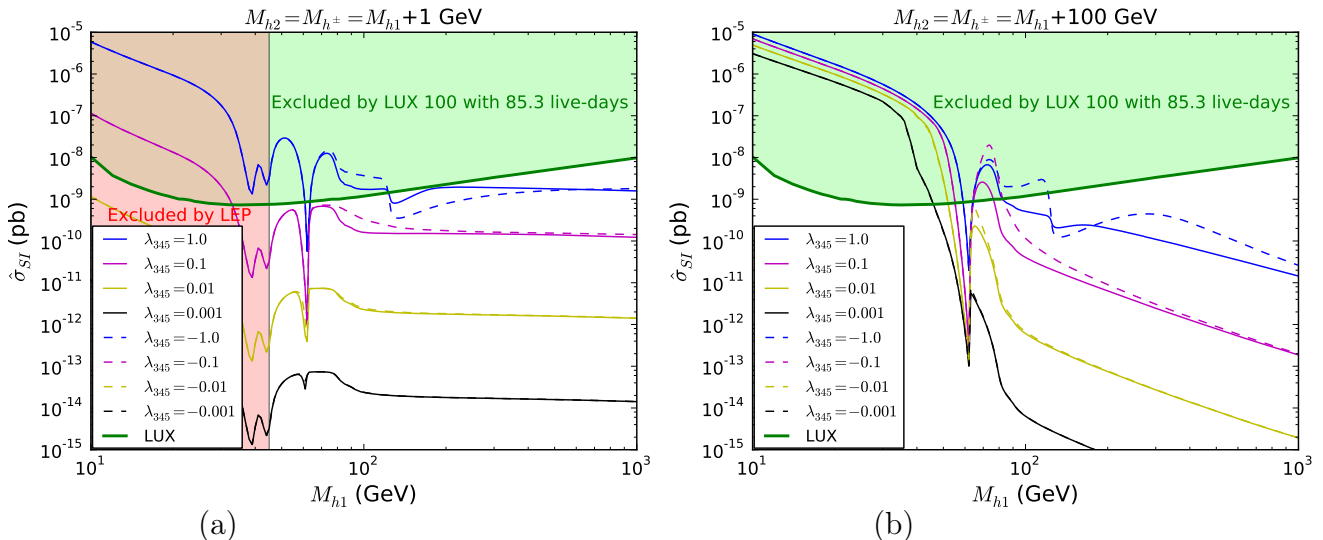 M_{h2}=M_{h^±}=M_{h1}+1 GeV
10^{-5}
10^{-6}
10^{-7}
10^{-8}
10^{-9}
10^{-10}
10^{-11}
10^{-12}
10^{-13}
10^{-14}
10^{-15}
σ̂_{SI} (pb)
Excluded by LUX 100 with 85.3 live-days
Excluded by LEP
λ_{345}=1.0
λ_{345}=0.1
λ_{345}=0.01
λ_{345}=0.001
λ_{345}=−1.0
λ_{345}=−0.1
λ_{345}=−0.01
λ_{345}=−0.001
LUX
10^1
10^2
10^3
M_{h1} (GeV)
(a)
M_{h2}=M_{h^±}=M_{h1}+100 GeV
10^{-5}
10^{-6}
10^{-7}
10^{-8}
10^{-9}
10^{-10}
10^{-11}
10^{-12}
10^{-13}
10^{-14}
10^{-15}
σ̂_{SI} (pb)
Excluded by LUX 100 with 85.3 live-days
λ_{345}=1.0
λ_{345}=0.1
λ_{345}=0.01
λ_{345}=0.001
λ_{345}=−1.0
λ_{345}=−0.1
λ_{345}=−0.01
λ_{345}=−0.001
LUX
10^1
10^2
10^3
M_{h1} (GeV)
(b)